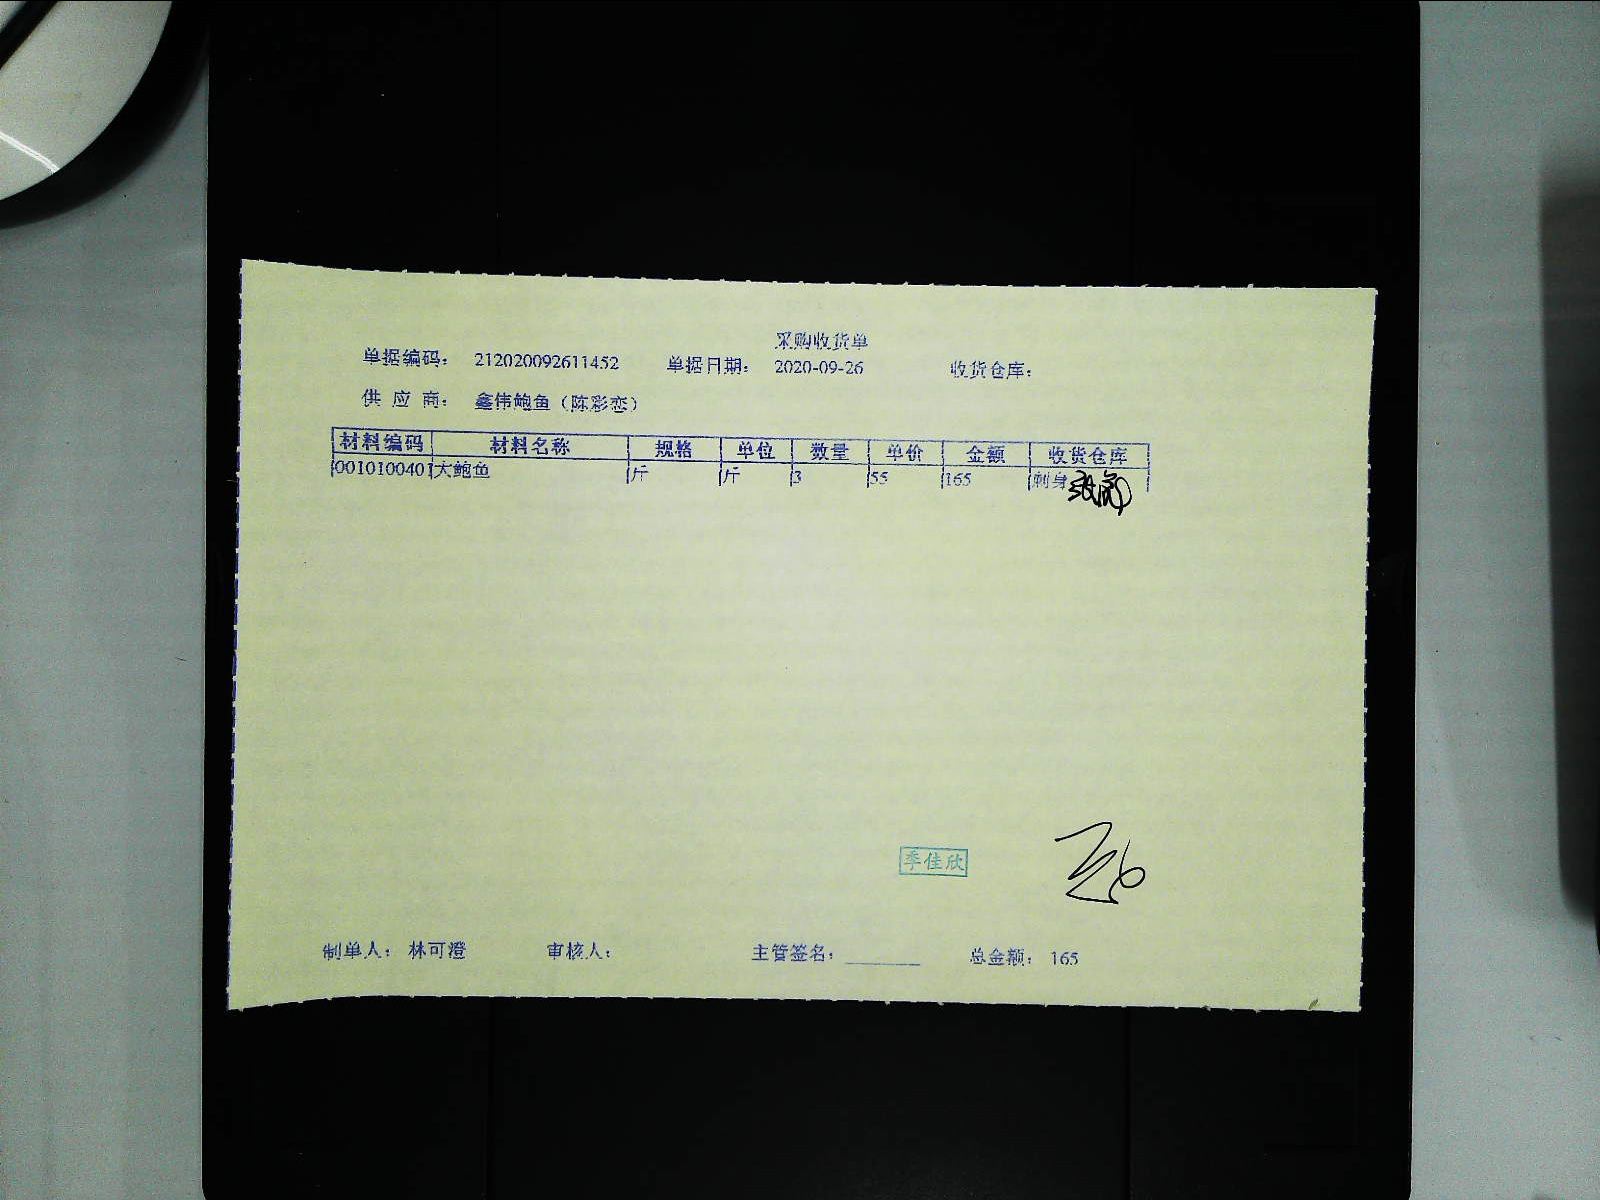 采购收货单
单据编码： 212020092611452 单据日期： 2020-09-26 收货仓库：
供 应 商： 鑫伟鲍鱼（陈彩恋）
材料编码 材料名称 规格 单位 数量 单价 金额 收货仓库
0010100401 大鲍鱼 斤 斤 3 55 165 刺身
季佳欣
制单人： 林可澄 审核人： 主管签名： 总金额： 165